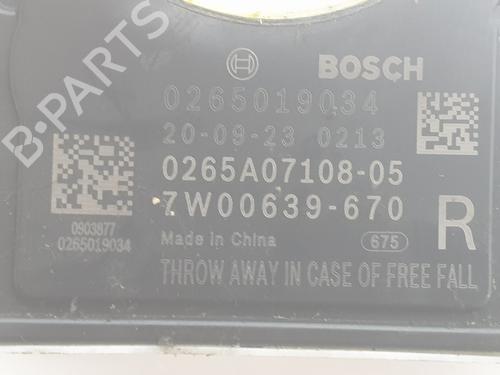 B-PARTS
BOSCH
0265019034
20-09-23 0213
0265A07108-05
7W00639-670
R
0903877
0265019034
Made in China
675
THROW AWAY IN CASE OF FREE FALL